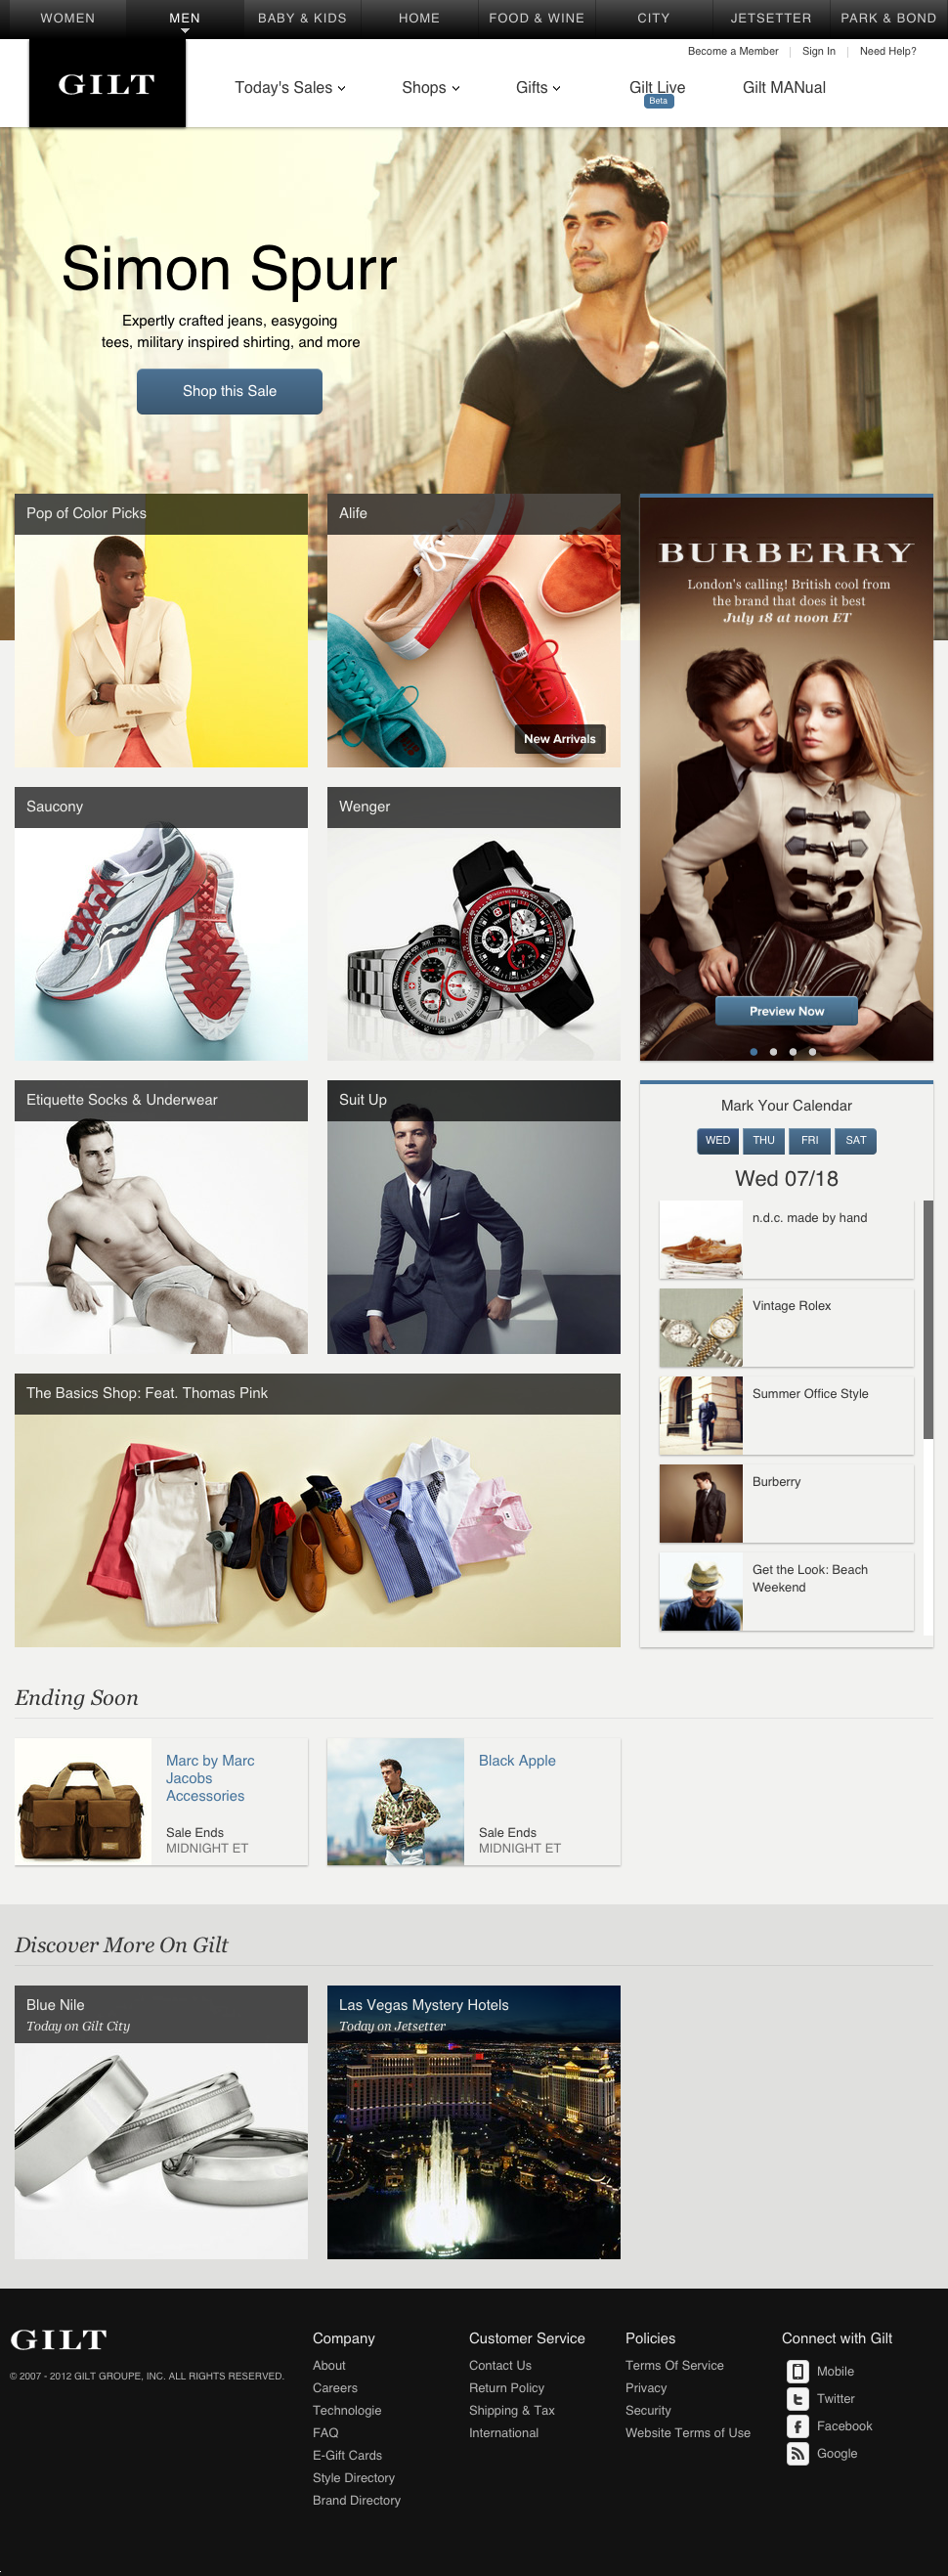 WOMEN MEN BABY & KIDS HOME FOOD & WINE CITY JETSETTER PARK & BOND
Become a Member Sign In Need Help?
GILT
Today's Sales Shops Gifts Gilt Live Gilt MANual
Beta
Simon Spurr
Expertly crafted jeans, easygoing
tees, military inspired shirting, and more
Shop this Sale
Pop of Color Picks
Alife
New Arrivals
BURBERRY
London's calling! British cool from
the brand that does it best
July 18 at noon ET
Preview Now
Saucony
Wenger
Etiquette Socks & Underwear
Suit Up
Mark Your Calendar
WED THU FRI SAT
Wed 07/18
n.d.c. made by hand
Vintage Rolex
Summer Office Style
Burberry
Get the Look: Beach
Weekend
The Basics Shop: Feat. Thomas Pink
Ending Soon
Marc by Marc
Jacobs
Accessories
Sale Ends
MIDNIGHT ET
Black Apple
Sale Ends
MIDNIGHT ET
Discover More On Gilt
Blue Nile
Today on Gilt City
Las Vegas Mystery Hotels
Today on Jetsetter
GILT
© 2007 - 2012 GILT GROUPE, INC. ALL RIGHTS RESERVED.
Company
About
Careers
Technologie
FAQ
E-Gift Cards
Style Directory
Brand Directory
Customer Service
Contact Us
Return Policy
Shipping & Tax
International
Policies
Terms Of Service
Privacy
Security
Website Terms of Use
Connect with Gilt
Mobile
Twitter
Facebook
Google